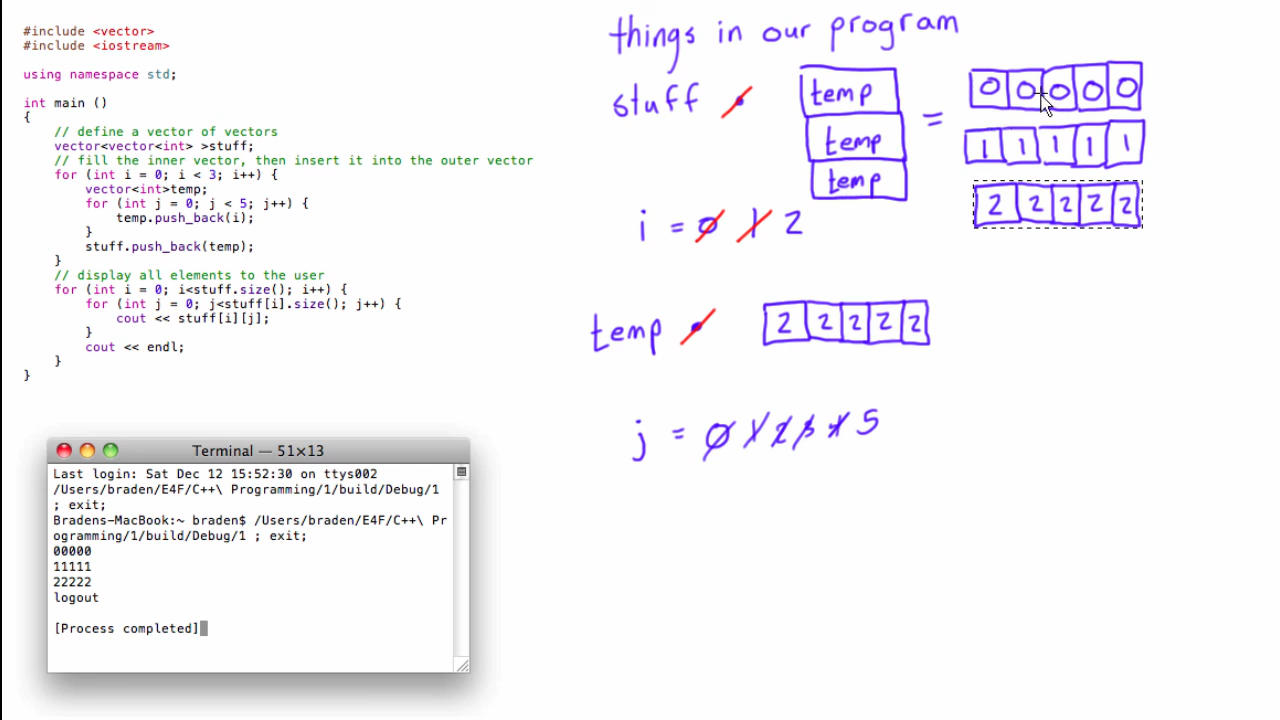 #include <vector>
#include <iostream>
using namespace std;
int main ()
{
// define a vector of vectors
vector<vector<int> >stuff;
// fill the inner vector, then insert it into the outer vector
for (int i = 0; i < 3; i++) {
vector<int>temp;
for (int j = 0; j < 5; j++) {
temp.push_back(i);
}
stuff.push_back(temp);
}
// display all elements to the user
for (int i = 0; i<stuff.size(); i++) {
for (int j = 0; j<stuff[i].size(); j++) {
cout << stuff[i][j];
}
cout << endl;
}
}
Terminal — 51×13
Last login: Sat Dec 12 15:52:30 on ttys002
/Users/braden/E4F/C++\ Programming/1/build/Debug/1
; exit;
Bradens-MacBook:~ braden$ /Users/braden/E4F/C++\ Pr
ogramming/1/build/Debug/1 ; exit;
00000
11111
22222
logout
[Process completed]
things in our program
stuff
temp
temp
temp
=
0 0 0 0 0
1 1 1 1 1
2 2 2 2 2
i = 0 1 2
temp
2 2 2 2 2
j = 0 1 2 3 4 5